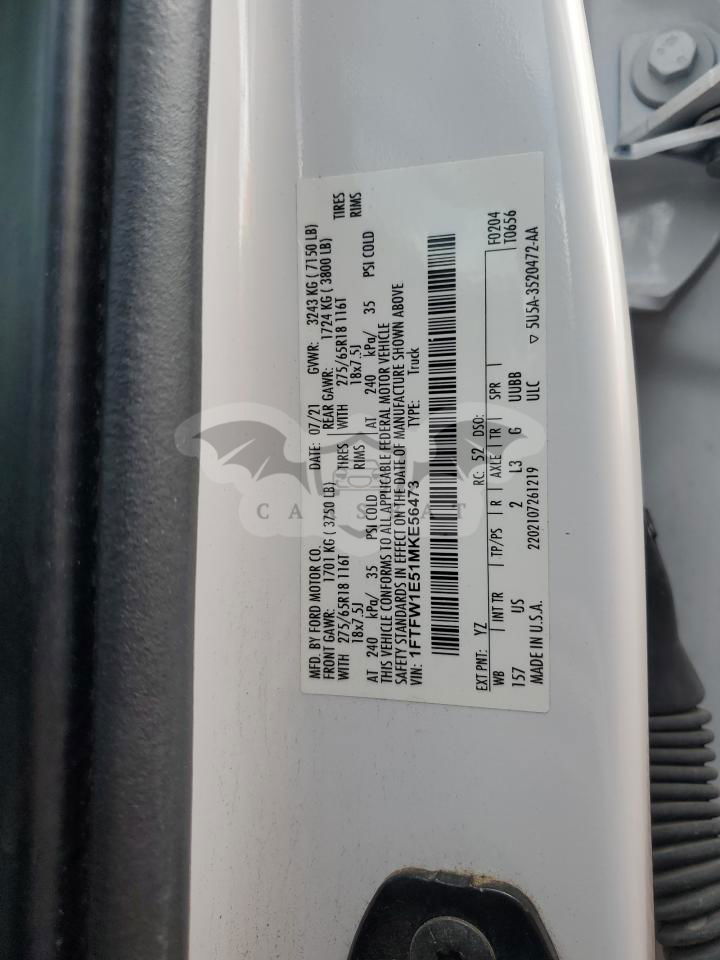 MFD. BY FORD MOTOR CO. DATE: 07/21 GVWR: 3243 KG ( 7150 LB)
FRONT GAWR: 1701 KG ( 3750 LB) REAR GAWR: 1724 KG ( 3800 LB)
WITH 275/65R18 116T TIRES WITH 275/65R18 116T TIRES
18x7.5J RIMS 18x7.5J RIMS
AT 240 kPa/ 35 PSI COLD AT 240 kPa/ 35 PSI COLD
THIS VEHICLE CONFORMS TO ALL APPLICABLE FEDERAL MOTOR VEHICLE
SAFETY STANDARDS IN EFFECT ON THE DATE OF MANUFACTURE SHOWN ABOVE
VIN: 1FTFW1E51MKE56473 TYPE: Truck
EXT PNT: YZ RC: 52 DSO: F0204
WB INT TR TP/PS R AXLE TR SPR T0656
157 US 2 L3 G UUBB
MADE IN U.S.A. 2202107261219 ULC ▽ 5U5A-3520472-AA